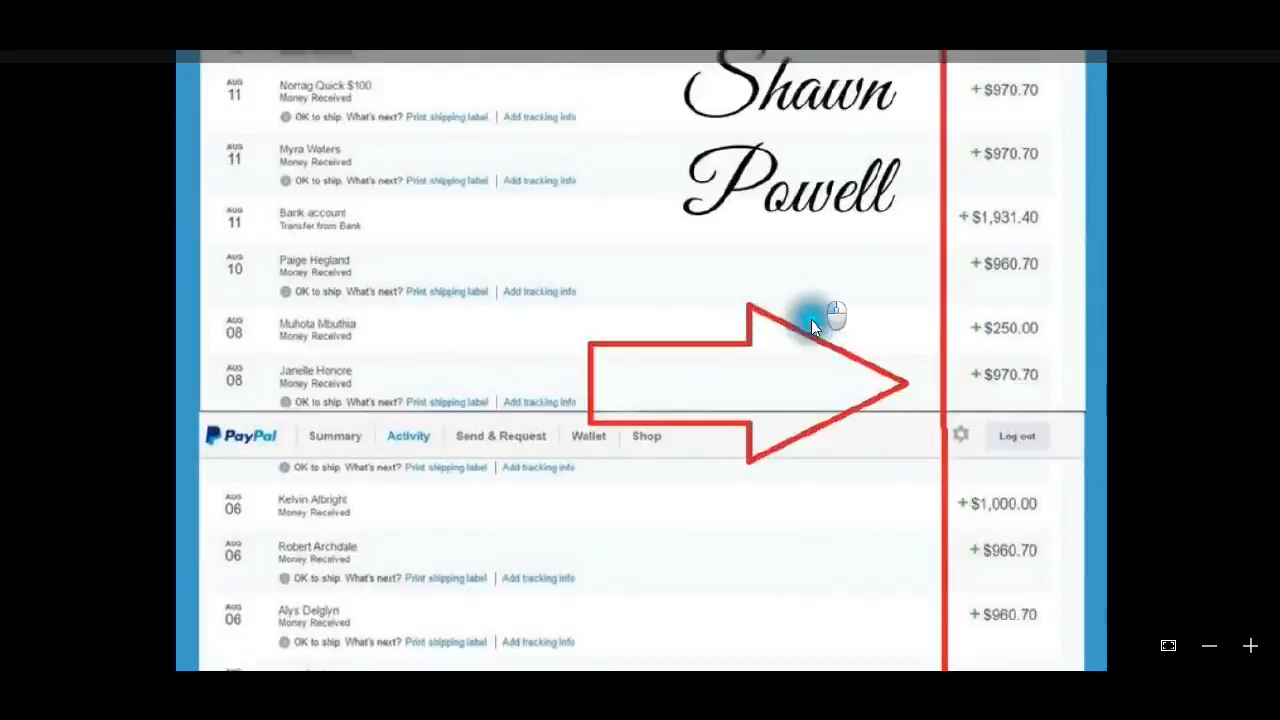 Shawn
Powell
AUG
11
Norrag Quick $100
Money Received
OK to ship. What's next? Print shipping label | Add tracking info
+ $970.70
AUG
11
Myra Waters
Money Received
OK to ship. What's next? Print shipping label | Add tracking info
+ $970.70
AUG
11
Bank account
Transfer from Bank
+ $1,931.40
AUG
10
Paige Hegland
Money Received
OK to ship. What's next? Print shipping label | Add tracking info
+ $960.70
AUG
08
Muhota Mbuthia
Money Received
+ $250.00
AUG
08
Janelle Honore
Money Received
OK to ship. What's next? Print shipping label | Add tracking info
+ $970.70
PayPal Summary Activity Send & Request Wallet Shop Log out
OK to ship. What's next? Print shipping label | Add tracking info
AUG
06
Kelvin Albright
Money Received
+ $1,000.00
AUG
06
Robert Archdale
Money Received
OK to ship. What's next? Print shipping label | Add tracking info
+ $960.70
AUG
06
Alys Delglyn
Money Received
OK to ship. What's next? Print shipping label | Add tracking info
+ $960.70